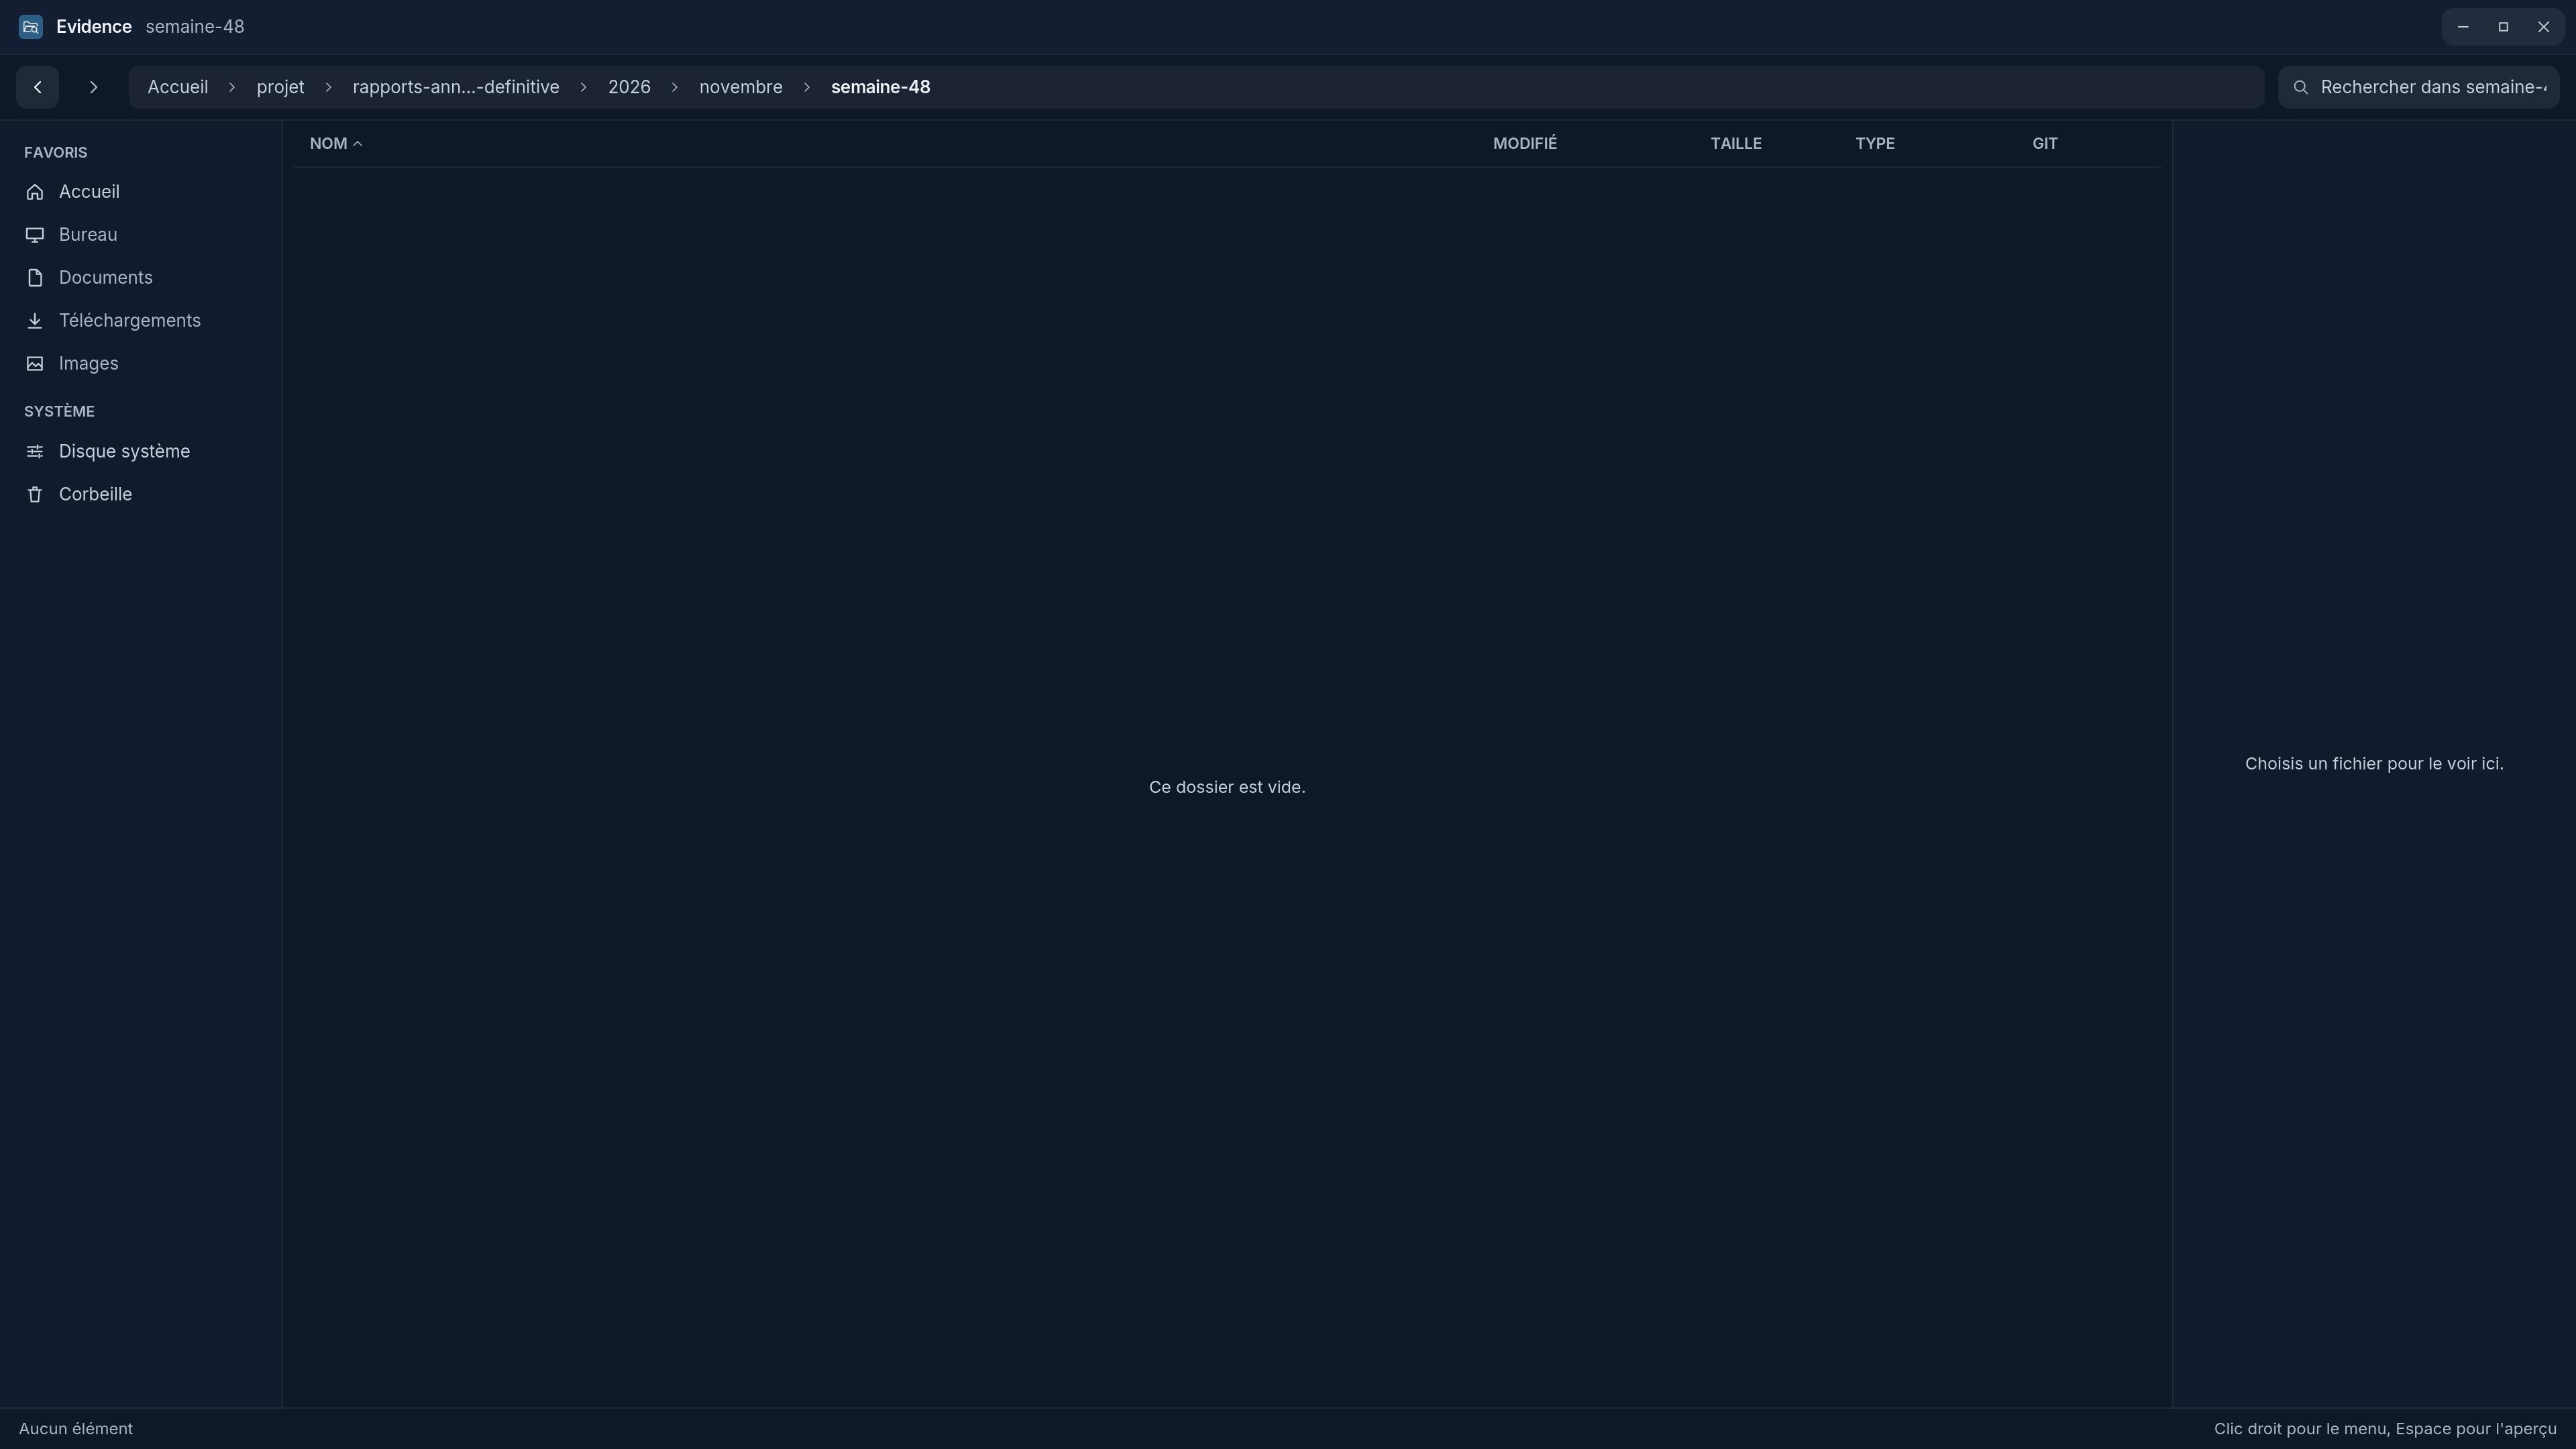 Evidence semaine-48
Accueil projet rapports-ann...-definitive 2026 novembre semaine-48
Rechercher dans semaine-
FAVORIS
Accueil
Bureau
Documents
Téléchargements
Images
SYSTÈME
Disque système
Corbeille
NOM MODIFIÉ TAILLE TYPE GIT
Ce dossier est vide.
Choisis un fichier pour le voir ici.
Aucun élément
Clic droit pour le menu, Espace pour l'aperçu